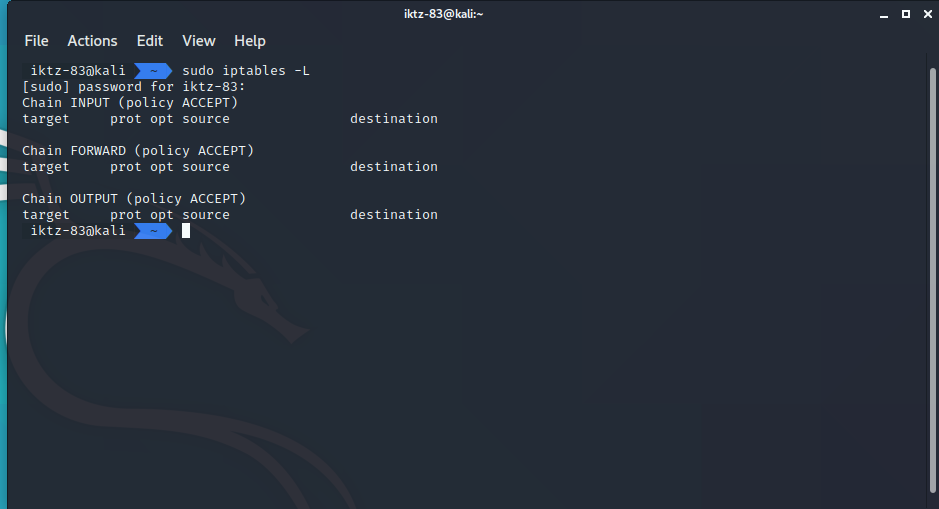 iktz-83@kali:~
File Actions Edit View Help
iktz-83@kali ~ sudo iptables -L
[sudo] password for iktz-83:
Chain INPUT (policy ACCEPT)
target     prot opt source               destination

Chain FORWARD (policy ACCEPT)
target     prot opt source               destination

Chain OUTPUT (policy ACCEPT)
target     prot opt source               destination
iktz-83@kali ~